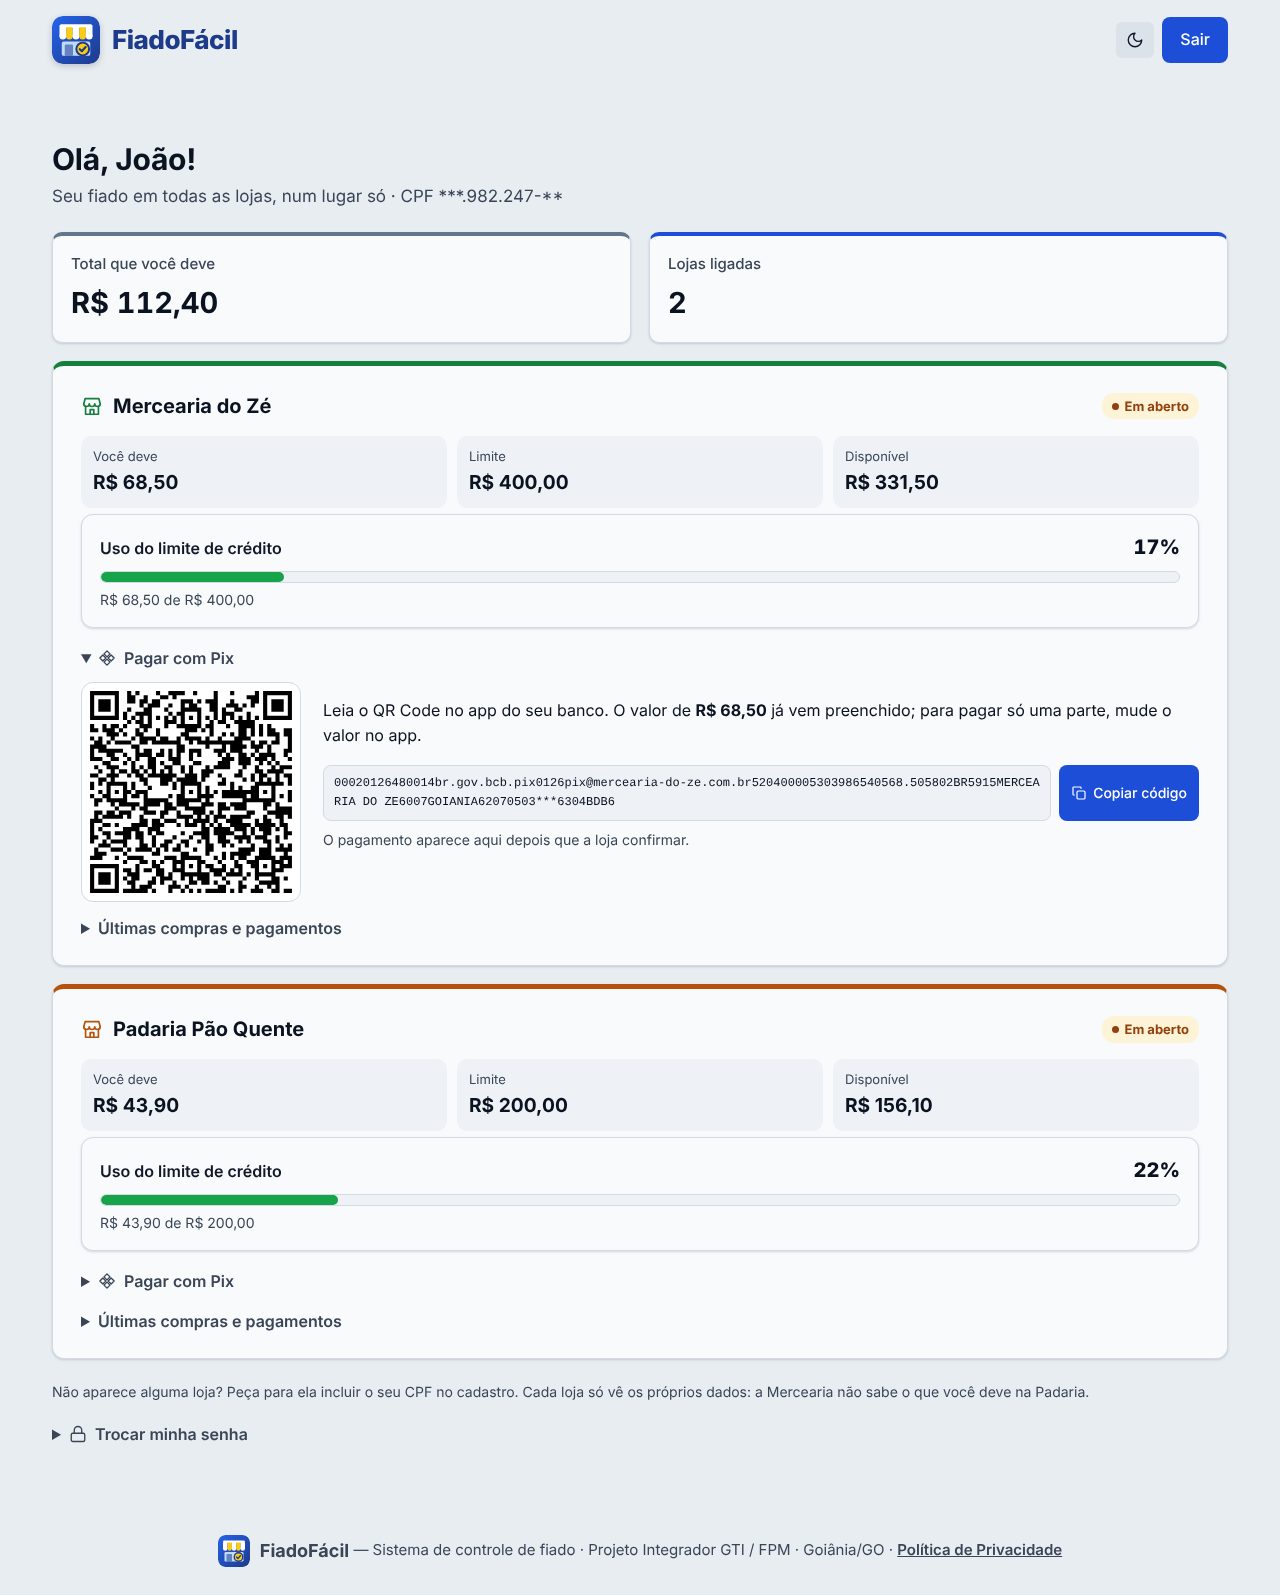 FiadoFácil
Sair
Olá, João!
Seu fiado em todas as lojas, num lugar só · CPF ***.982.247-**
Total que você deve
R$ 112,40
Lojas ligadas
2
Mercearia do Zé
Em aberto
Você deve
R$ 68,50
Limite
R$ 400,00
Disponível
R$ 331,50
Uso do limite de crédito
17%
R$ 68,50 de R$ 400,00
Pagar com Pix
Leia o QR Code no app do seu banco. O valor de R$ 68,50 já vem preenchido; para pagar só uma parte, mude o
valor no app.
00020126480014br.gov.bcb.pix0126pix@mercearia-do-ze.com.br5204000053039865405​68.505802BR5915MERCEA
RIA DO ZE6007GOIANIA62070503***6304BDB6
Copiar código
O pagamento aparece aqui depois que a loja confirmar.
Últimas compras e pagamentos
Padaria Pão Quente
Em aberto
Você deve
R$ 43,90
Limite
R$ 200,00
Disponível
R$ 156,10
Uso do limite de crédito
22%
R$ 43,90 de R$ 200,00
Pagar com Pix
Últimas compras e pagamentos
Não aparece alguma loja? Peça para ela incluir o seu CPF no cadastro. Cada loja só vê os próprios dados: a Mercearia não sabe o que você deve na Padaria.
Trocar minha senha
FiadoFácil — Sistema de controle de fiado · Projeto Integrador GTI / FPM · Goiânia/GO · Política de Privacidade